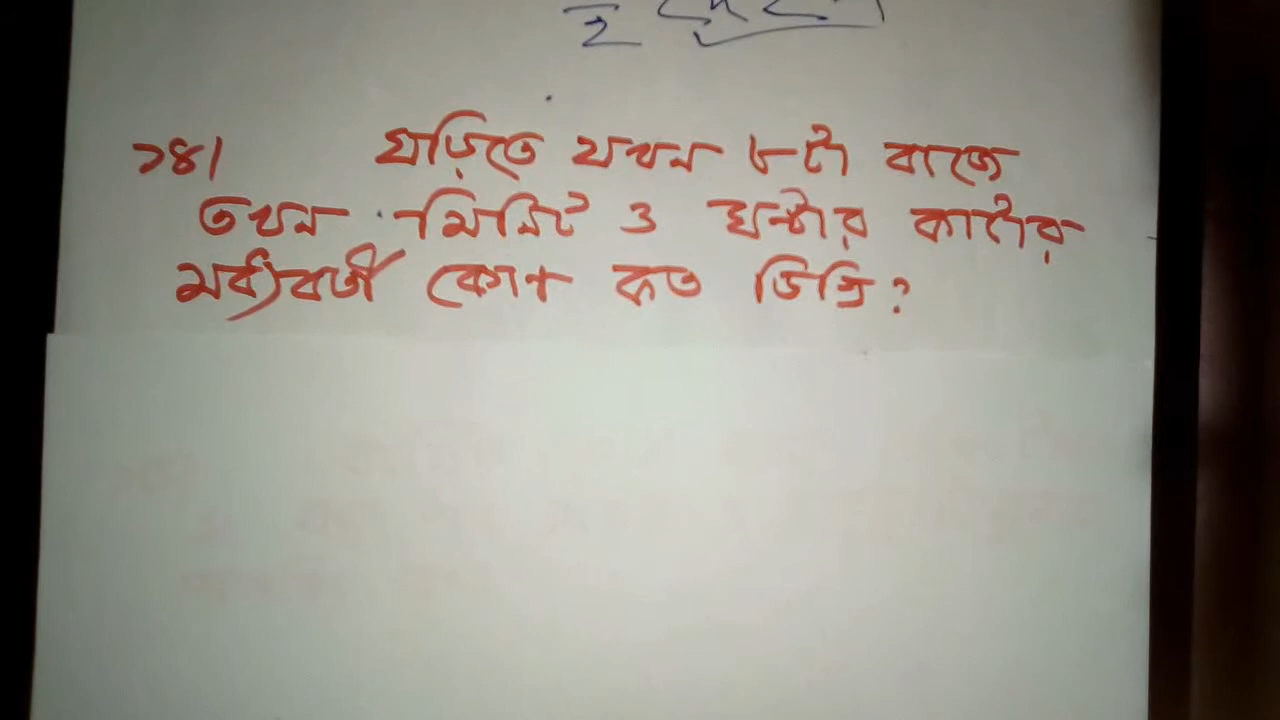 ১৪। ঘড়িতে যখন ৮টা বাজে
তখন মিনিট ও ঘন্টার কাটার
মধ্যবর্তী কোণ কত ডিগ্রি?